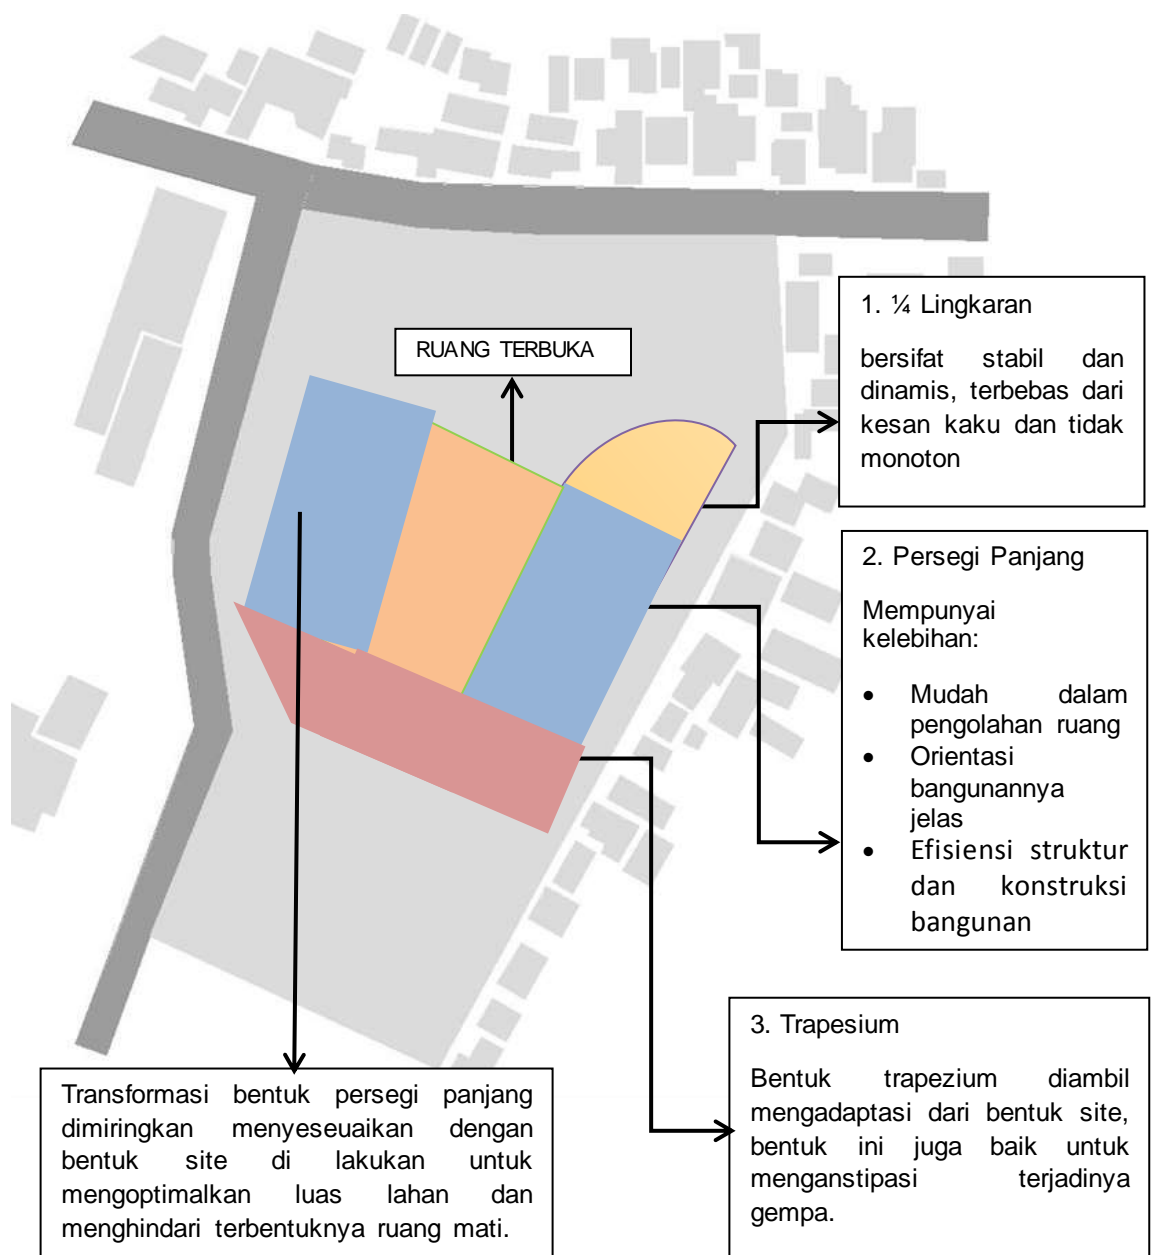 RUANG TERBUKA
1. ¼ Lingkaran
bersifat stabil dan
dinamis, terbebas dari
kesan kaku dan tidak
monoton
2. Persegi Panjang
Mempunyai
kelebihan:
• Mudah dalam
pengolahan ruang
• Orientasi
bangunannya
jelas
• Efisiensi struktur
dan konstruksi
bangunan
3. Trapesium
Bentuk trapezium diambil
mengadaptasi dari bentuk site,
bentuk ini juga baik untuk
menganstipasi terjadinya
gempa.
Transformasi bentuk persegi panjang
dimiringkan menyeseuaikan dengan
bentuk site di lakukan untuk
mengoptimalkan luas lahan dan
menghindari terbentuknya ruang mati.